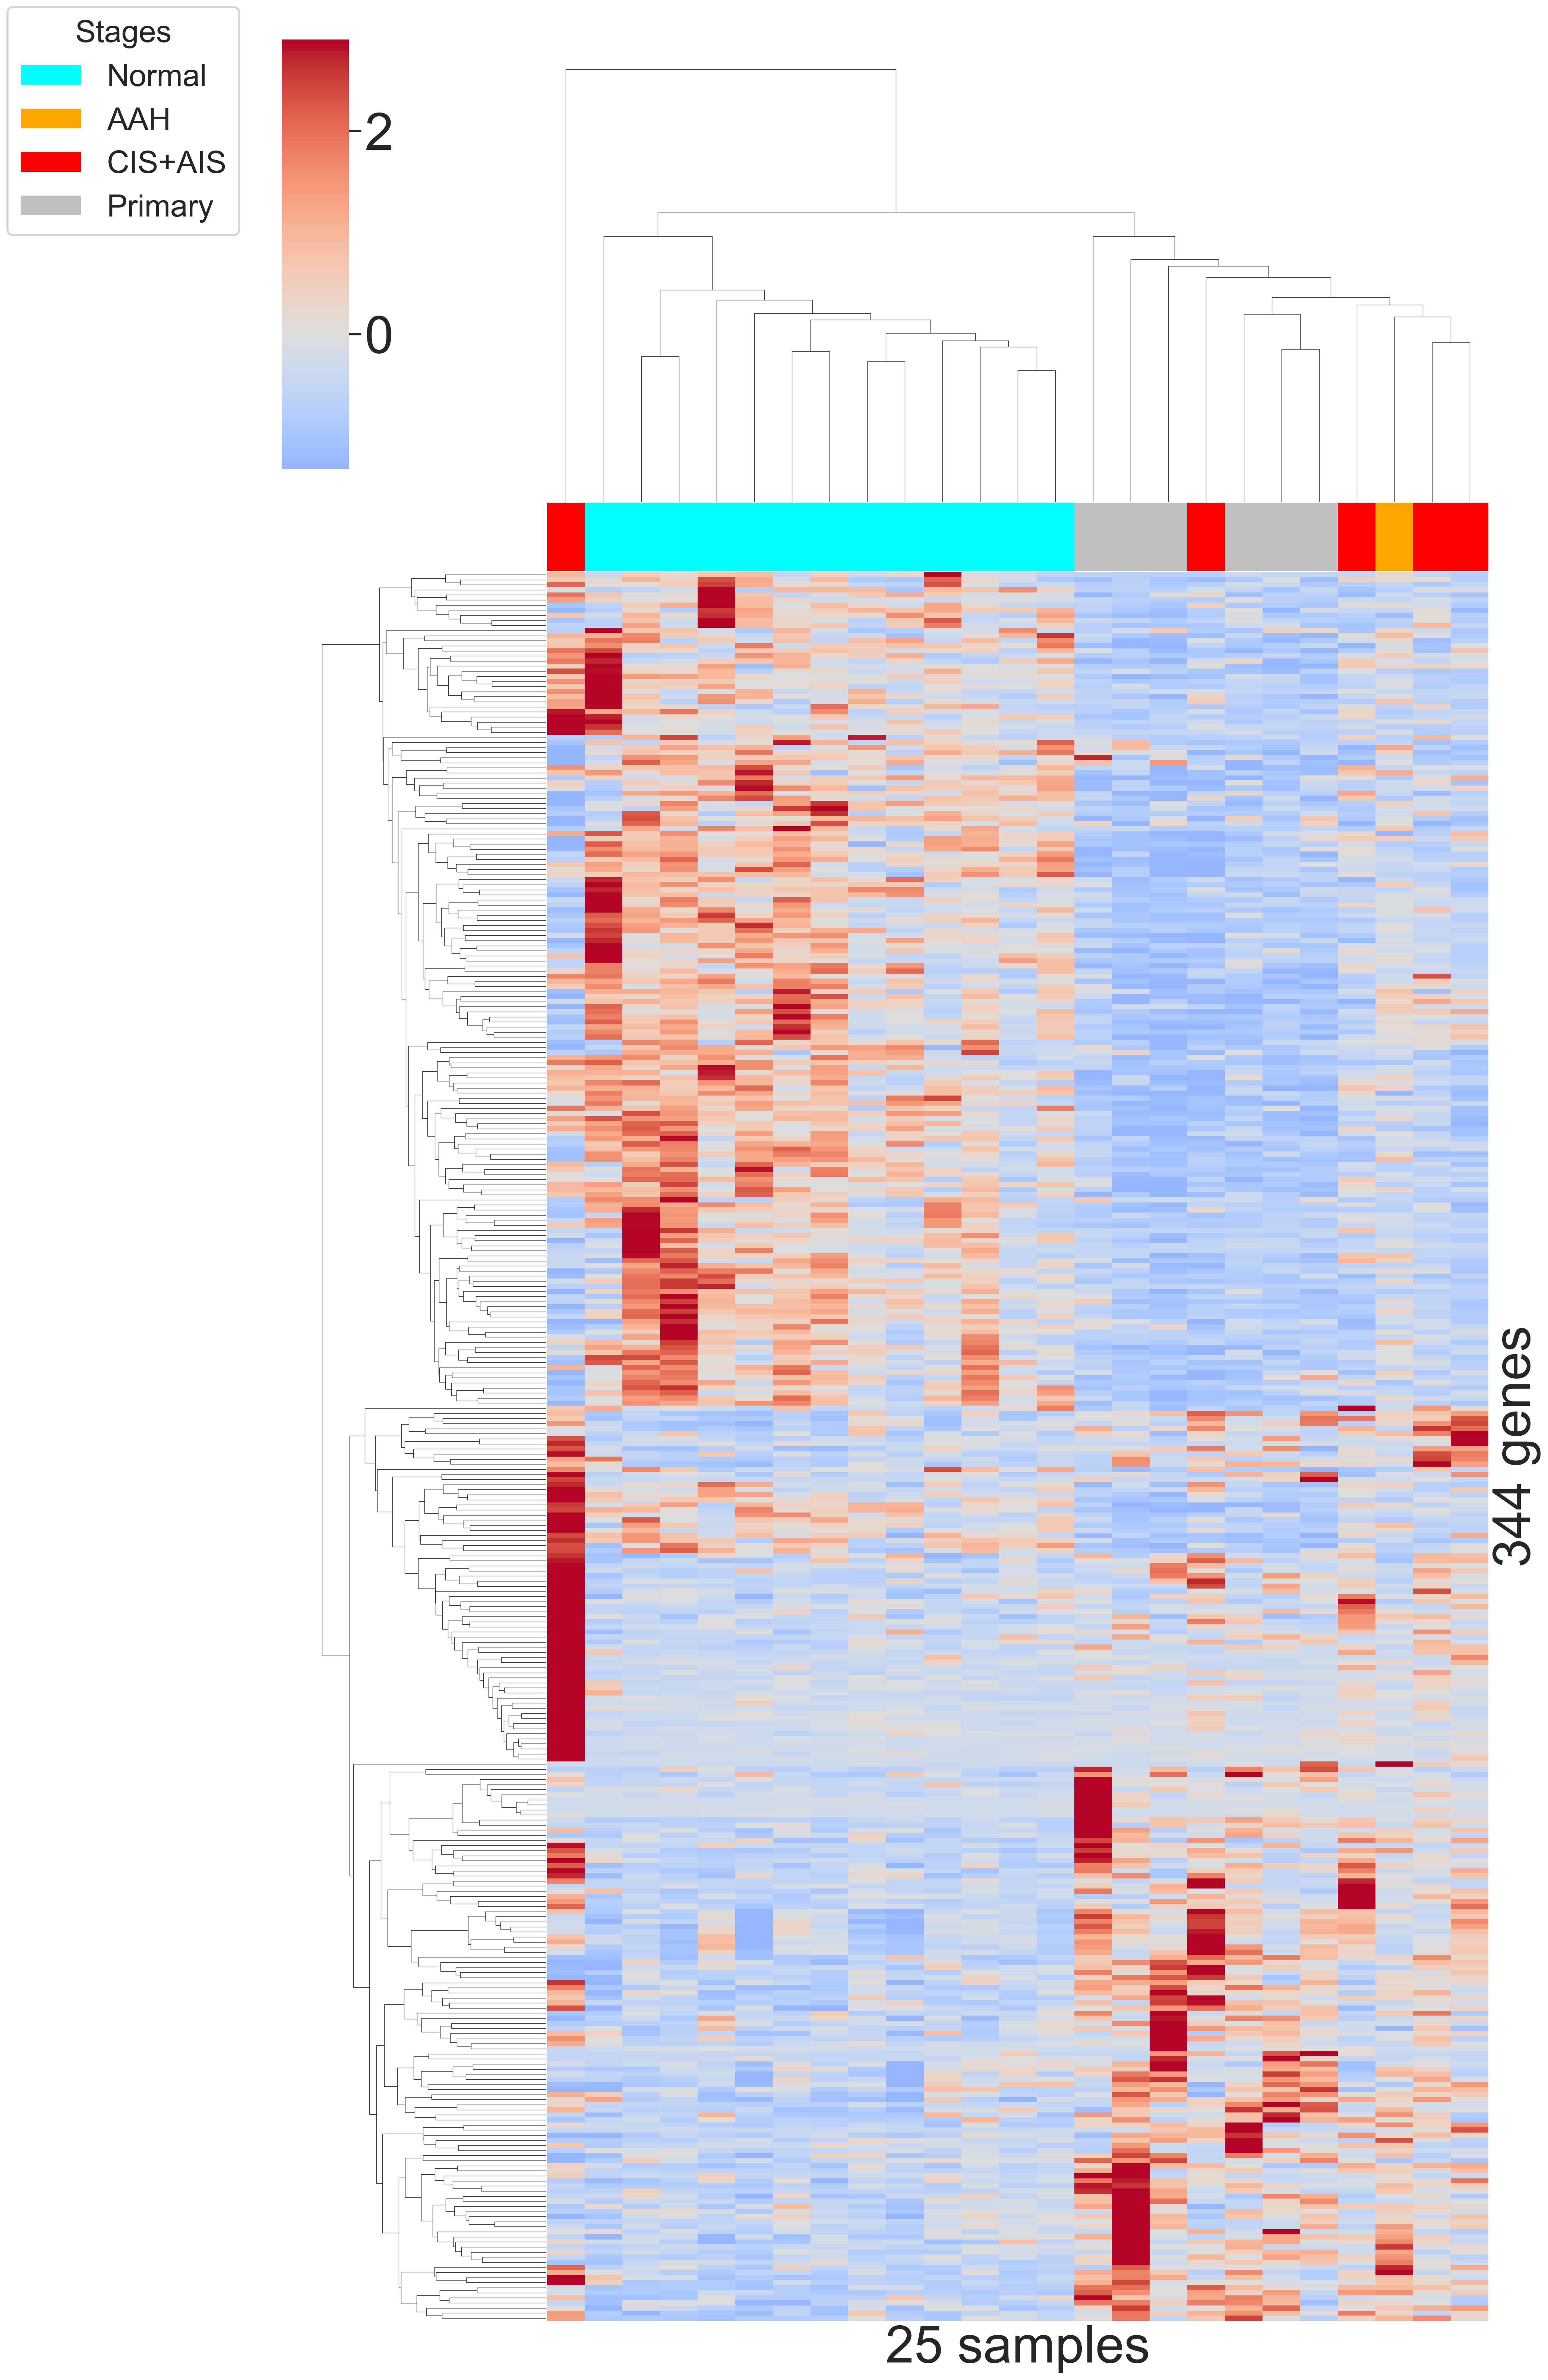 Stages
Normal
AAH
CIS+AIS
Primary
2
0
344 genes
25 samples